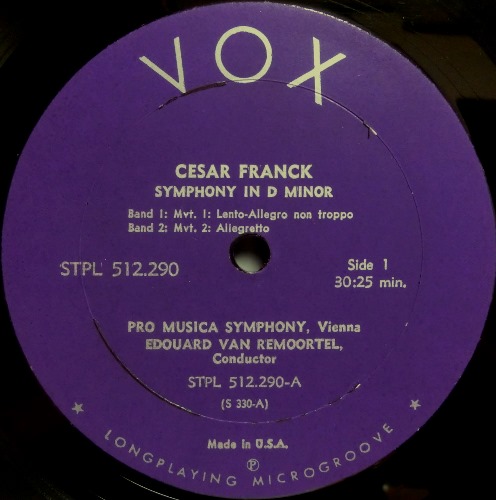 VOX
CESAR FRANCK
SYMPHONY IN D MINOR
Band 1: Mvt. 1: Lento-Allegro non troppo
Band 2: Mvt. 2: Allegretto
STPL 512.290
Side 1
30:25 min.
PRO MUSICA SYMPHONY, Vienna
EDOUARD VAN REMOORTEL,
Conductor
STPL 512.290-A
(S 330-A)
Made in U.S.A.
℗
★ LONGPLAYING MICROGROOVE ★